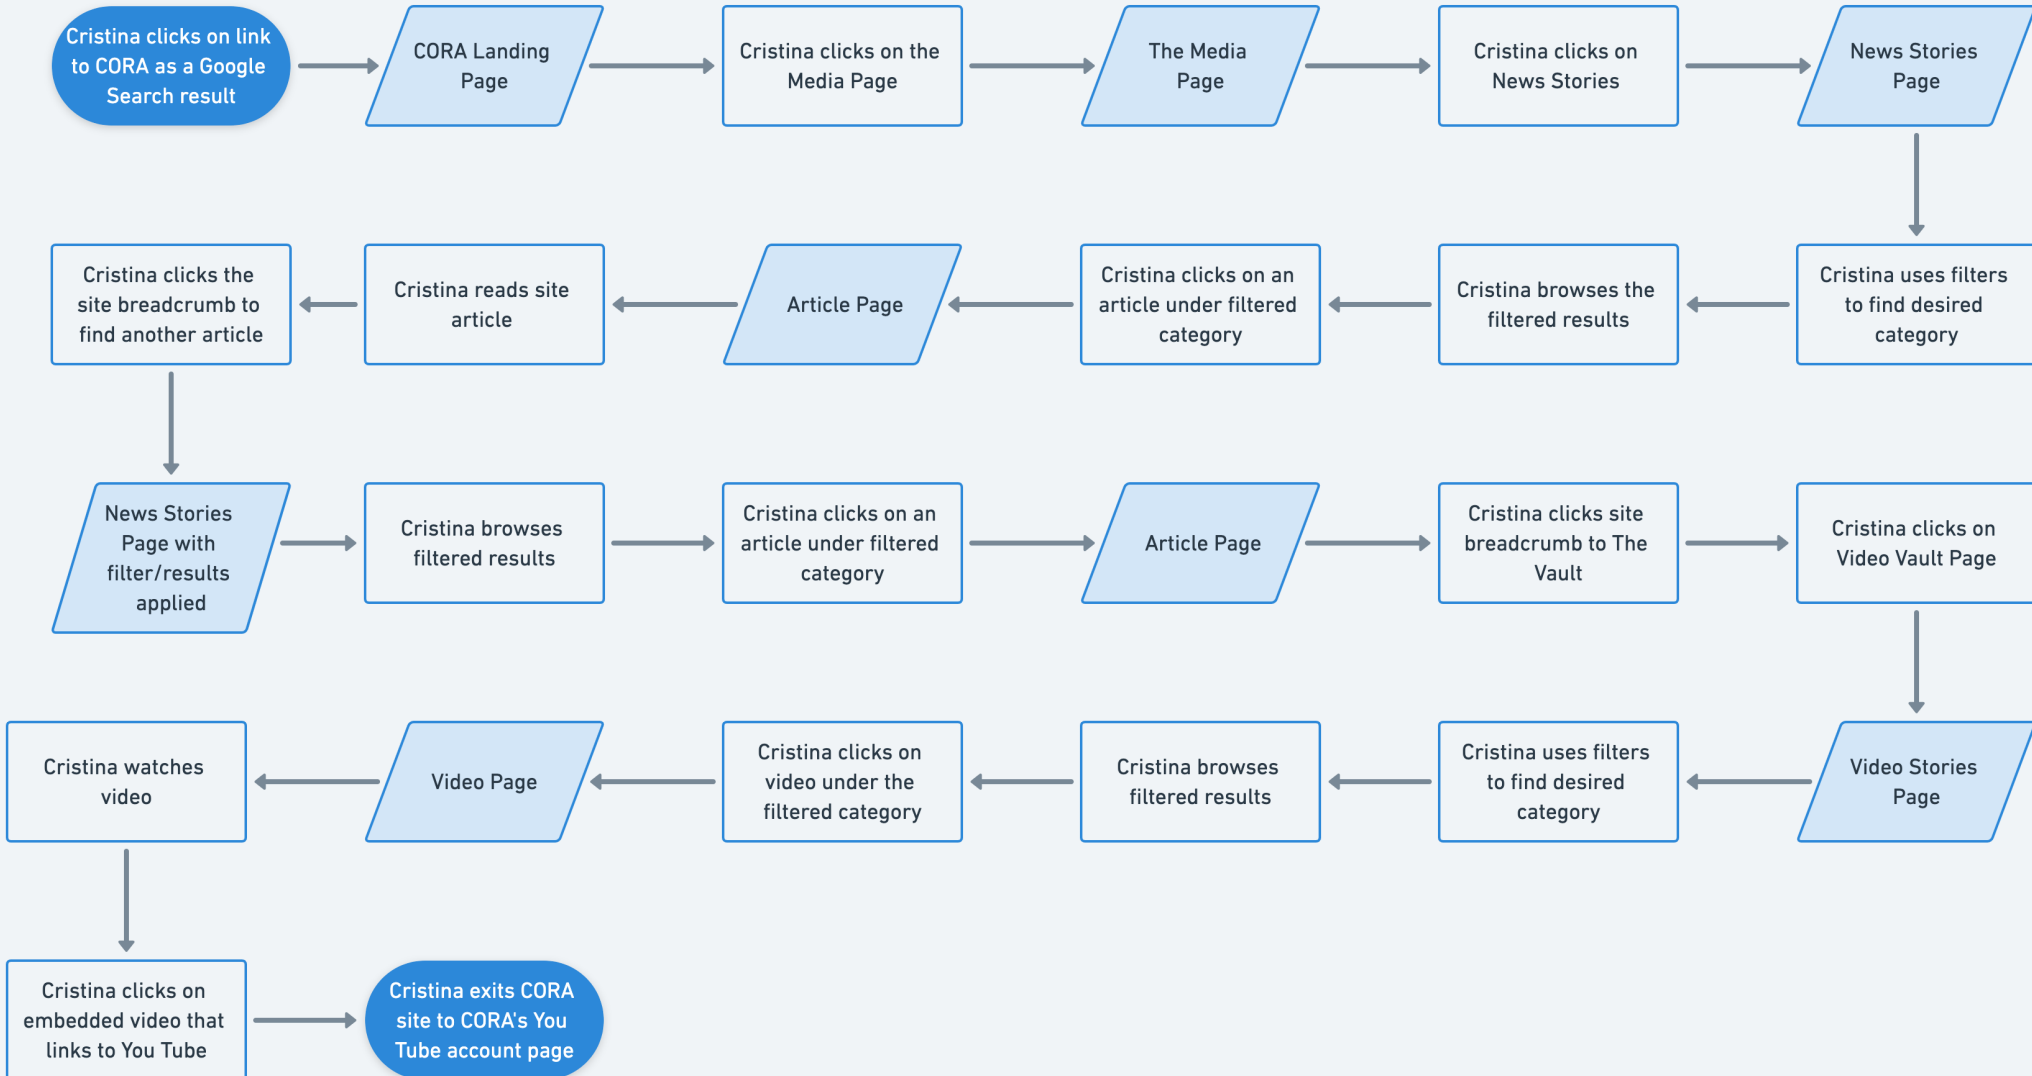 Cristina clicks on link
to CORA as a Google
Search result
CORA Landing
Page
Cristina clicks on the
Media Page
The Media
Page
Cristina clicks on
News Stories
News Stories
Page
Cristina uses filters
to find desired
category
Cristina browses the
filtered results
Cristina clicks on an
article under filtered
category
Article Page
Cristina reads site
article
Cristina clicks the
site breadcrumb to
find another article
News Stories
Page with
filter/results
applied
Cristina browses
filtered results
Cristina clicks on an
article under filtered
category
Article Page
Cristina clicks site
breadcrumb to The
Vault
Cristina clicks on
Video Vault Page
Video Stories
Page
Cristina uses filters
to find desired
category
Cristina browses
filtered results
Cristina clicks on
video under the
filtered category
Video Page
Cristina watches
video
Cristina clicks on
embedded video that
links to You Tube
Cristina exits CORA
site to CORA's You
Tube account page